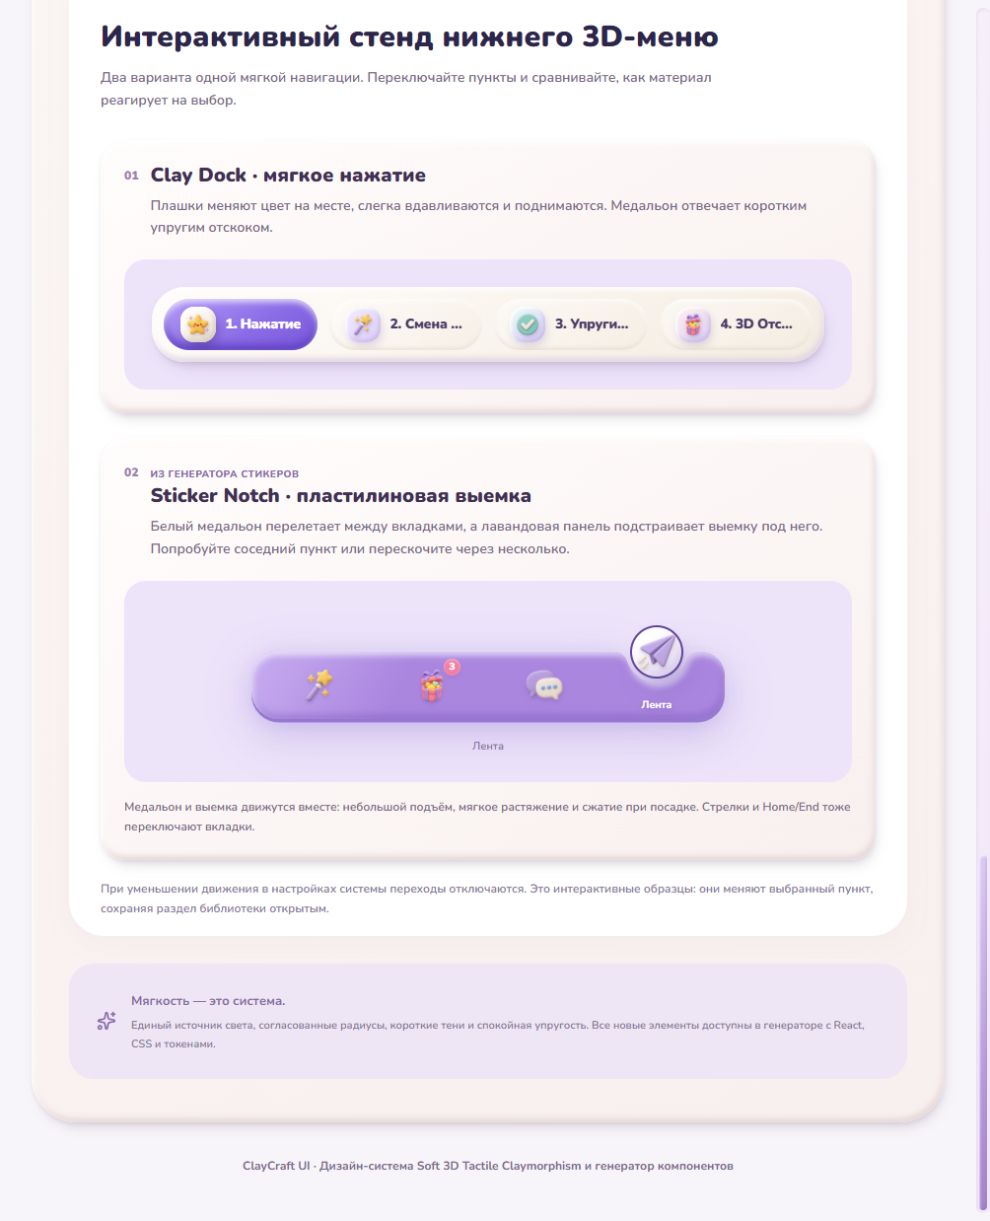 Интерактивный стенд нижнего 3D-меню
Два варианта одной мягкой навигации. Переключайте пункты и сравнивайте, как материал
реагирует на выбор.
01 Clay Dock · мягкое нажатие
Плашки меняют цвет на месте, слегка вдавливаются и поднимаются. Медальон отвечает коротким
упругим отскоком.
1. Нажатие 2. Смена ... 3. Упруги... 4. 3D Отс...
02 ИЗ ГЕНЕРАТОРА СТИКЕРОВ
Sticker Notch · пластилиновая выемка
Белый медальон перелетает между вкладками, а лавандовая панель подстраивает выемку под него.
Попробуйте соседний пункт или перескочите через несколько.
3
Лента
Лента
Медальон и выемка движутся вместе: небольшой подъём, мягкое растяжение и сжатие при посадке. Стрелки и Home/End тоже
переключают вкладки.
При уменьшении движения в настройках системы переходы отключаются. Это интерактивные образцы: они меняют выбранный пункт,
сохраняя раздел библиотеки открытым.
Мягкость — это система.
Единый источник света, согласованные радиусы, короткие тени и спокойная упругость. Все новые элементы доступны в генераторе с React,
CSS и токенами.
ClayCraft UI · Дизайн-система Soft 3D Tactile Claymorphism и генератор компонентов